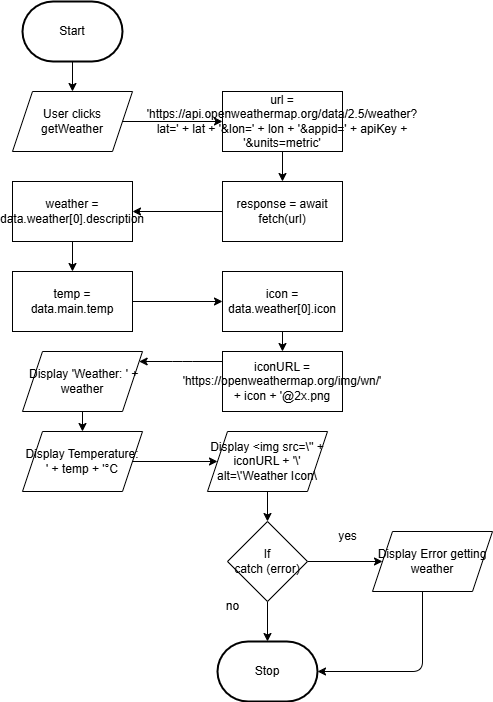 Start
User clicks
getWeather
url =
'https://api.openweathermap.org/data/2.5/weather?
lat=' + lat + '&lon=' + lon + '&appid=' + apiKey +
'&units=metric'
response = await
fetch(url)
weather =
data.weather[0].description
temp =
data.main.temp
icon =
data.weather[0].icon
iconURL =
'https://openweathermap.org/img/wn/'
+ icon + '@2x.png
Display 'Weather: ' +
weather
Display Temperature:
' + temp + '°C
Display <img src=\'' +
iconURL + '\'
alt=\'Weather Icon\
If
catch (error)
yes
Display Error getting
weather
no
Stop